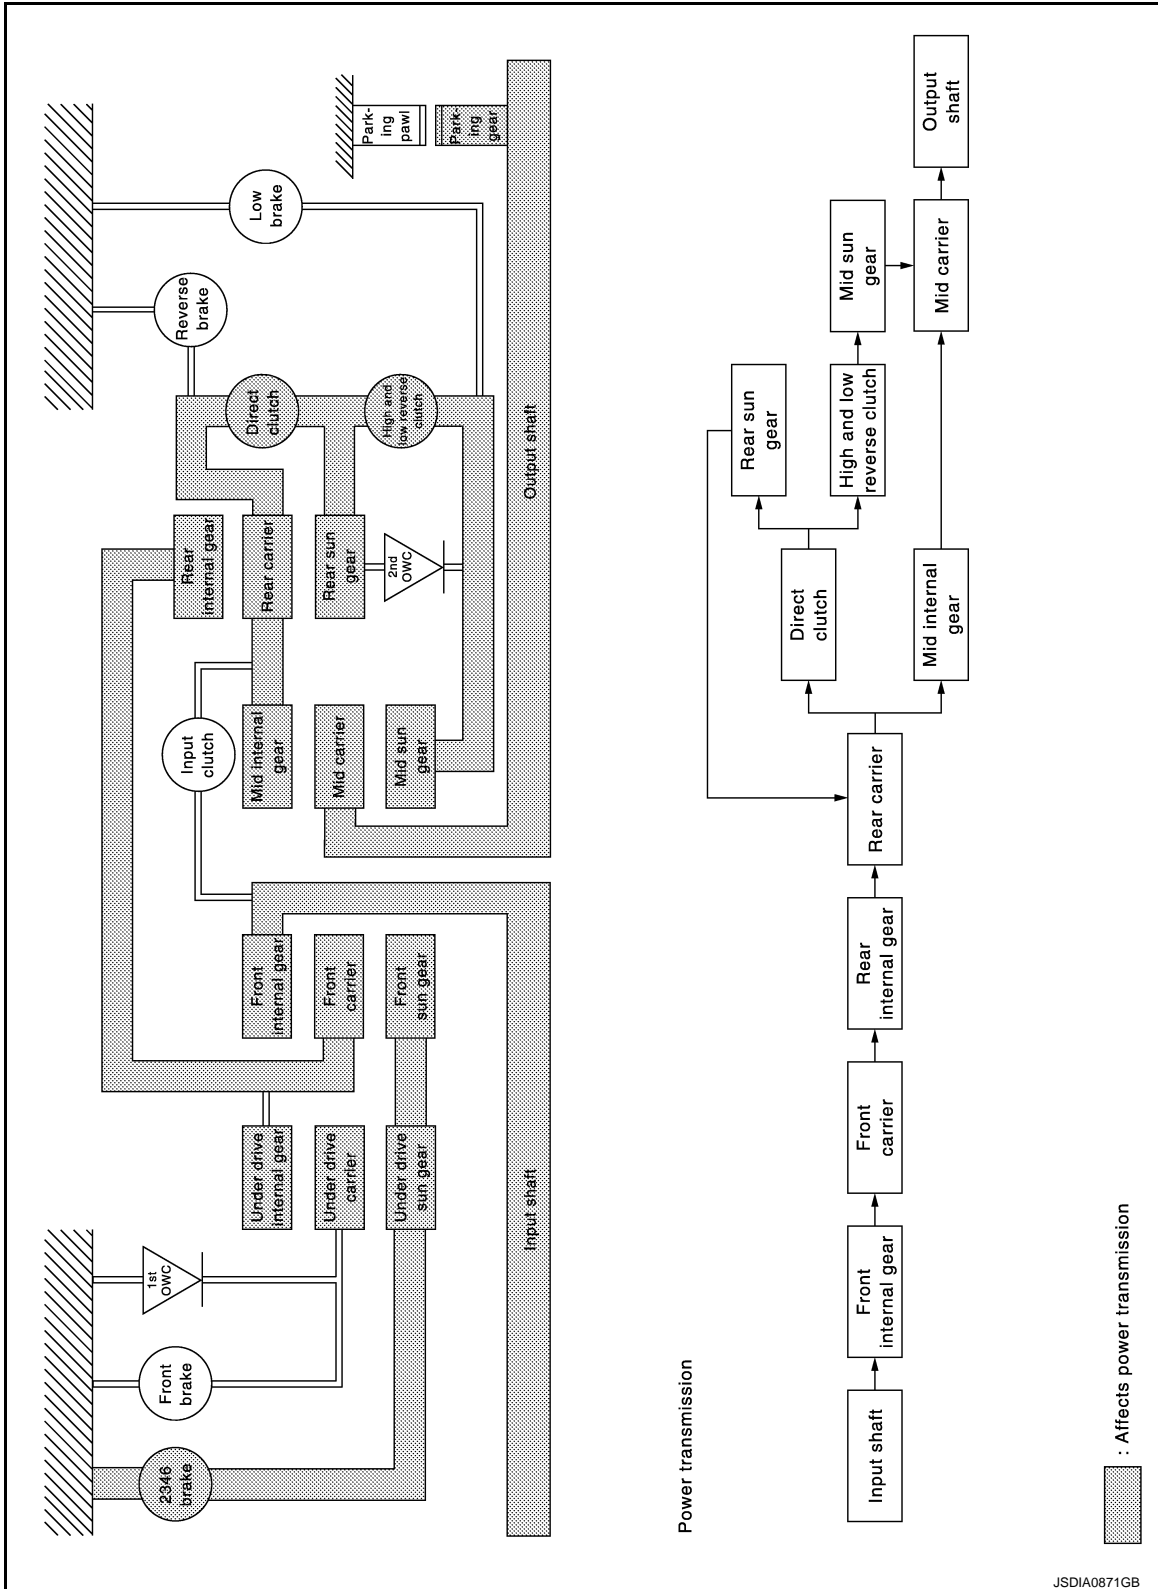 2346
brake
Front
brake
1st
OWC
Under drive
internal gear
Under drive
carrier
Under drive
sun gear
Front
internal gear
Front
carrier
Front
sun gear
Input shaft
Input
clutch
Mid internal
gear
Mid carrier
Mid sun
gear
Rear
internal gear
Rear carrier
Rear sun
gear
2nd
OWC
Direct
clutch
High and
low reverse
clutch
Reverse
brake
Low
brake
Park-
ing
pawl
Park-
ing
gear
Output shaft
Power transmission
Input shaft
Front
internal gear
Front
carrier
Rear
internal gear
Rear carrier
Rear sun
gear
Direct
clutch
High and low
reverse clutch
Mid sun
gear
Mid internal
gear
Mid carrier
Output
shaft
: Affects power transmission
JSDIA0871GB